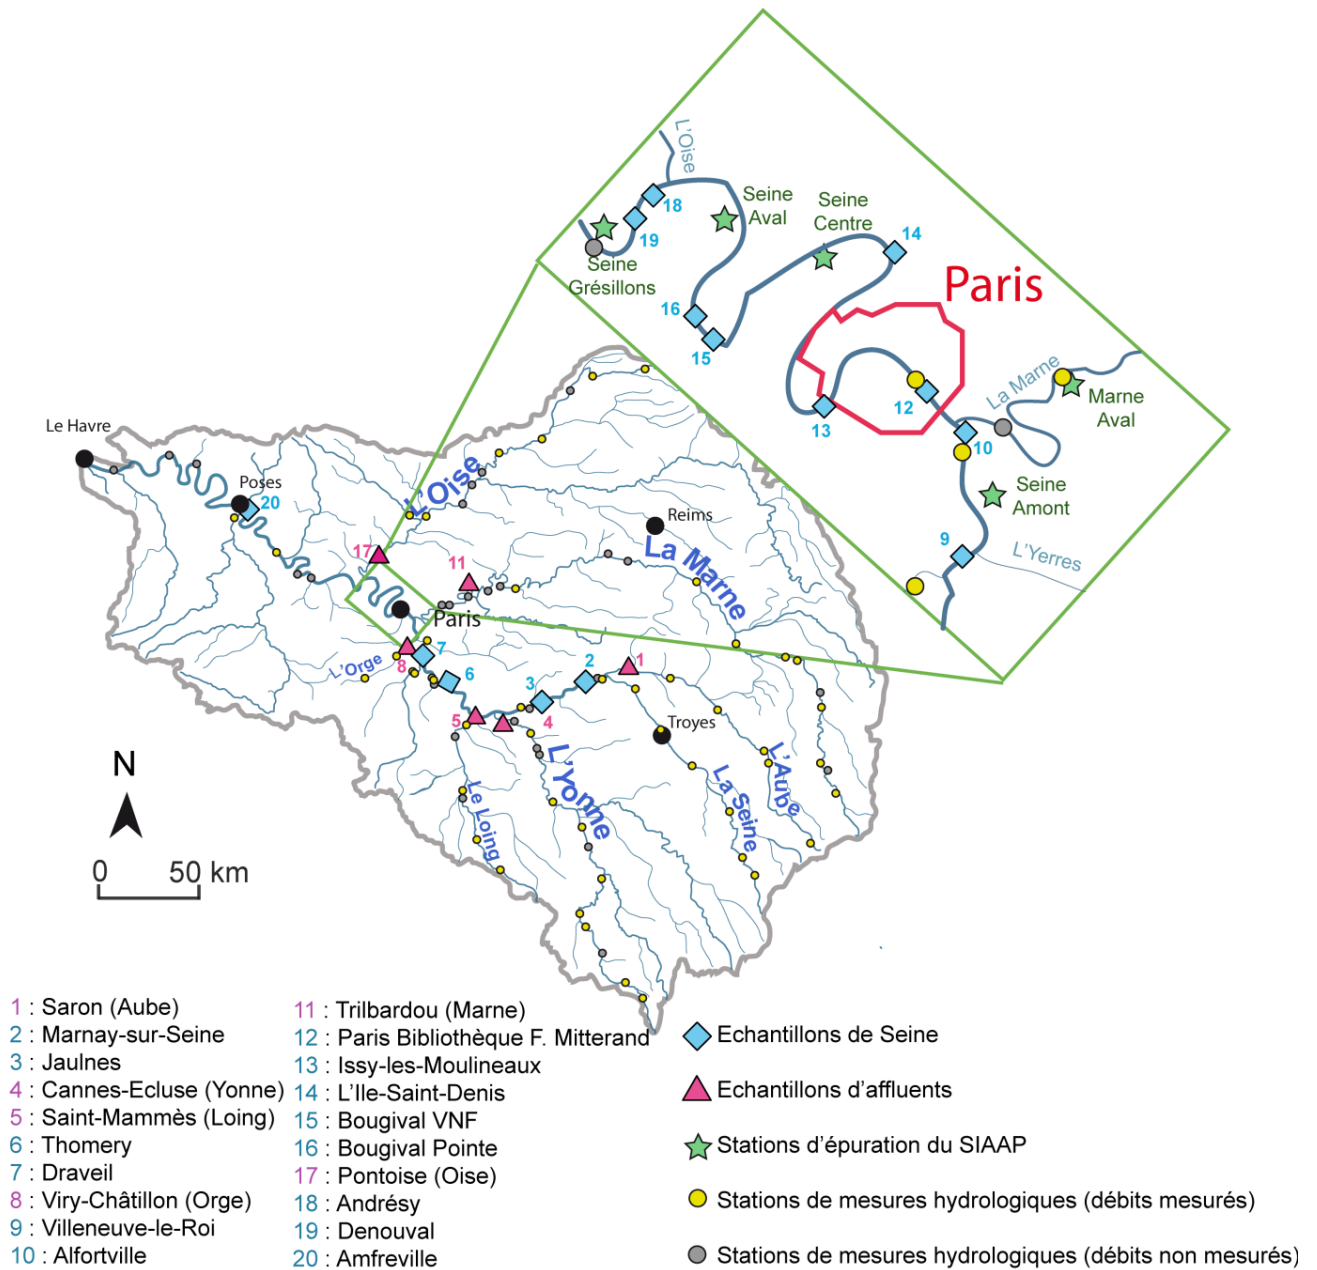 L'Oise
18
19
Seine
Aval
Seine
Centre
14
Seine
Grésillons
Paris
16
15
La Marne
Marne
Aval
12
13
10
Seine
Amont
9
L'Yerres
Le Havre
Poses
20
L'Oise
Reims
17
11
La Marne
Paris
L'Orge
8
7
6
2
1
3
5
4
Troyes
L'Yonne
L'Aube
La Seine
Le Loing
N
0 50 km
1 : Saron (Aube)
2 : Marnay-sur-Seine
3 : Jaulnes
4 : Cannes-Ecluse (Yonne)
5 : Saint-Mammès (Loing)
6 : Thomery
7 : Draveil
8 : Viry-Châtillon (Orge)
9 : Villeneuve-le-Roi
10 : Alfortville
11 : Trilbardou (Marne)
12 : Paris Bibliothèque F. Mitterand
13 : Issy-les-Moulineaux
14 : L'Ile-Saint-Denis
15 : Bougival VNF
16 : Bougival Pointe
17 : Pontoise (Oise)
18 : Andrésy
19 : Denouval
20 : Amfreville
Echantillons de Seine
Echantillons d'affluents
Stations d'épuration du SIAAP
Stations de mesures hydrologiques (débits mesurés)
Stations de mesures hydrologiques (débits non mesurés)